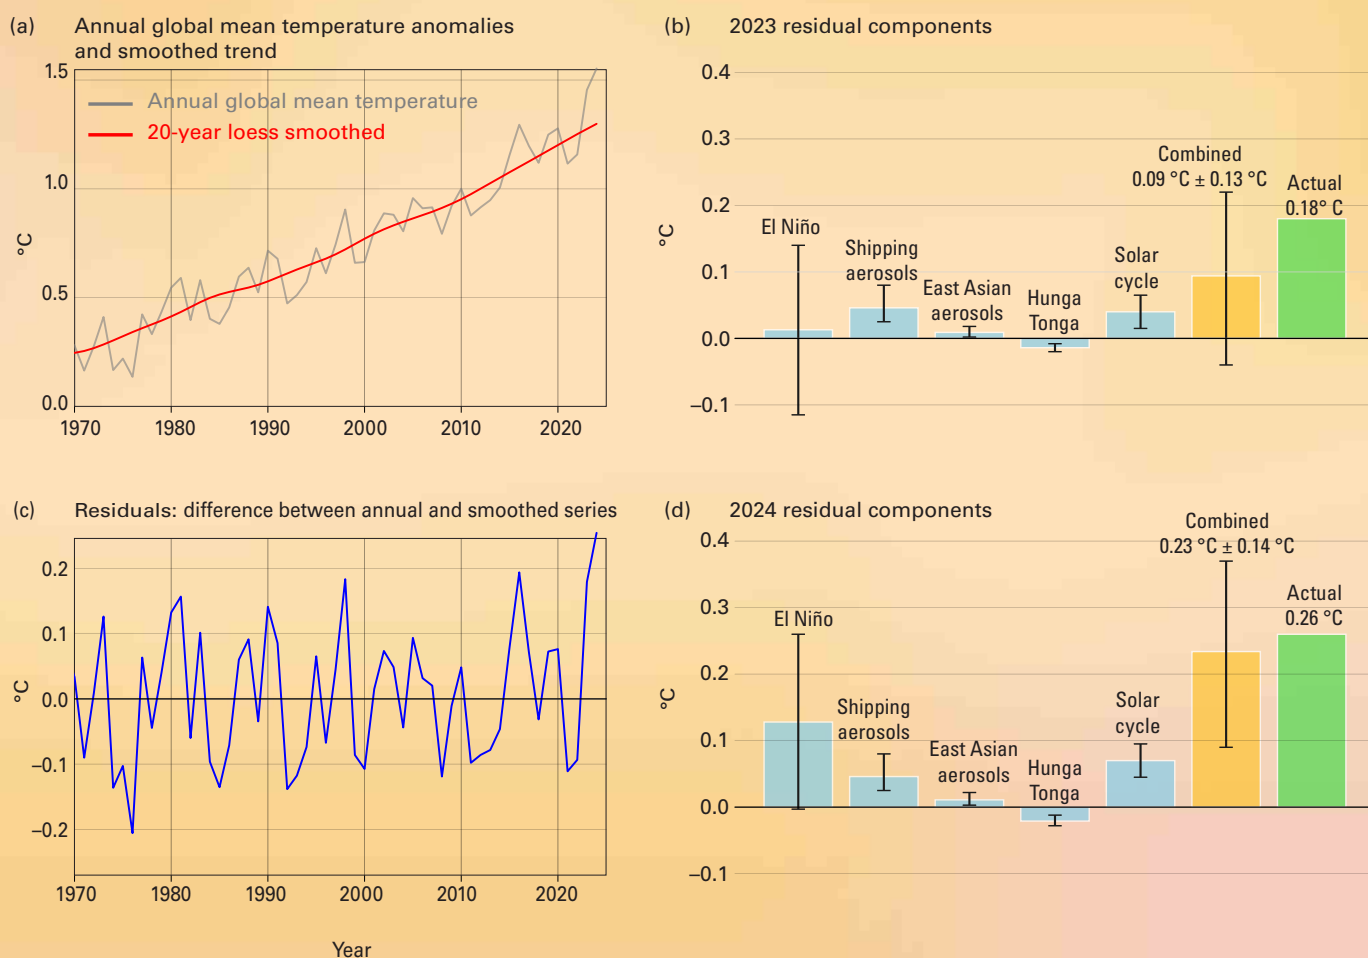 (a) Annual global mean temperature anomalies
and smoothed trend
°C
1.5
1.0
0.5
0.0
Annual global mean temperature
20-year loess smoothed
1970 1980 1990 2000 2010 2020
(b) 2023 residual components
°C
0.4
0.3
0.2
0.1
0.0
–0.1
El Niño
Shipping
aerosols
East Asian
aerosols
Hunga
Tonga
Solar
cycle
Combined
0.09 °C ± 0.13 °C
Actual
0.18° C
(c) Residuals: difference between annual and smoothed series
°C
0.2
0.1
0.0
–0.1
–0.2
1970 1980 1990 2000 2010 2020
Year
(d) 2024 residual components
°C
0.4
0.3
0.2
0.1
0.0
–0.1
El Niño
Shipping
aerosols
East Asian
aerosols
Hunga
Tonga
Solar
cycle
Combined
0.23 °C ± 0.14 °C
Actual
0.26 °C